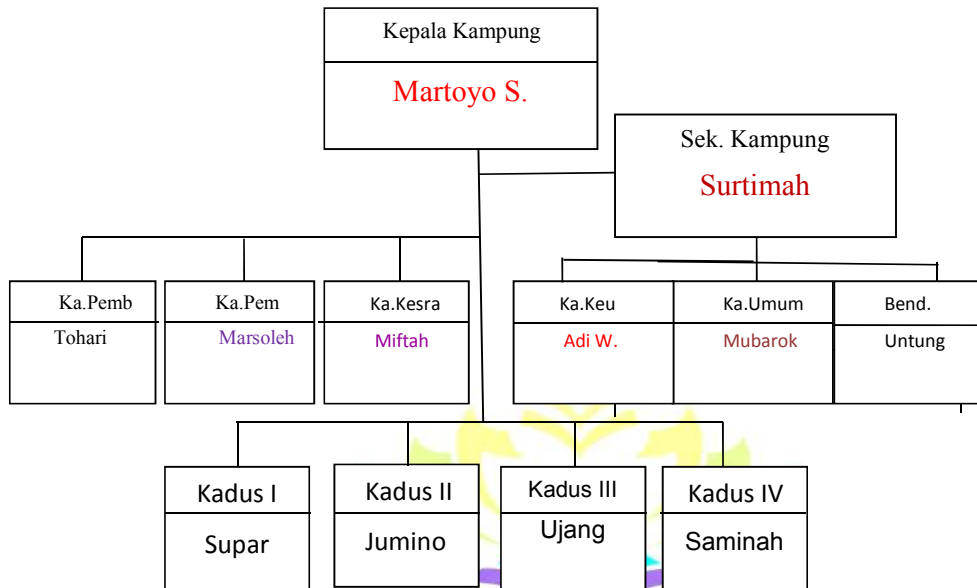 Kepala Kampung
Martoyo S.
Sek. Kampung
Surtimah
Ka.Pemb
Tohari
Ka.Pem
Marsoleh
Ka.Kesra
Miftah
Ka.Keu
Adi W.
Ka.Umum
Mubarok
Bend.
Untung
Kadus I
Supar
Kadus II
Jumino
Kadus III
Ujang
Kadus IV
Saminah